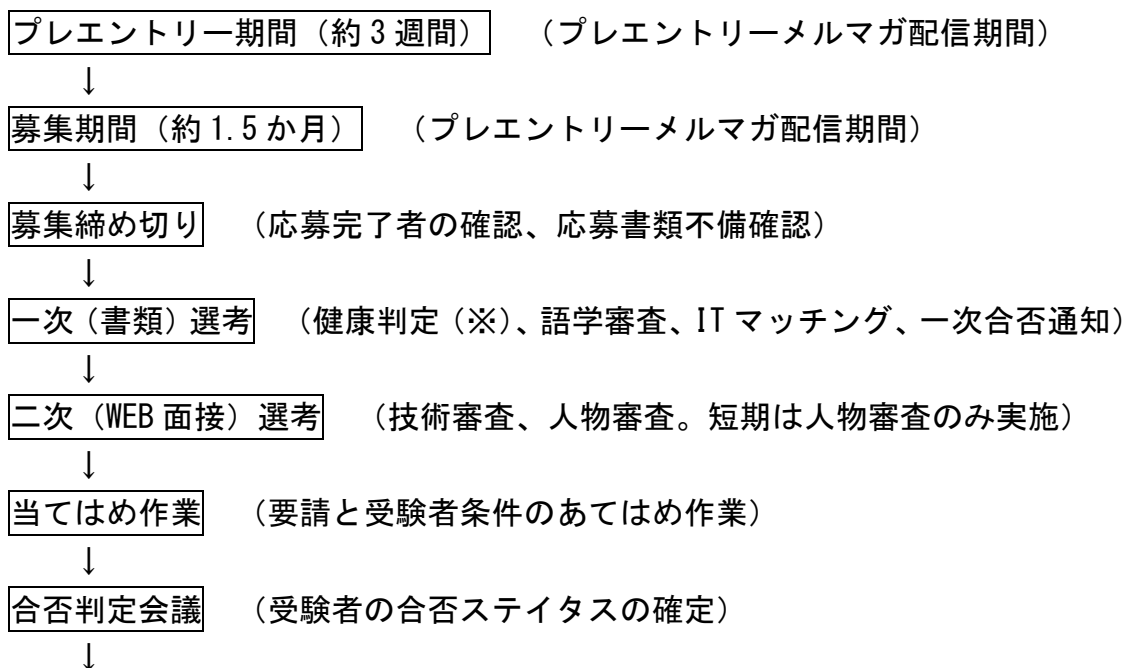 プレエントリー期間（約３週間） （プレエントリーメルマガ配信期間）
↓
募集期間（約1.5か月） （プレエントリーメルマガ配信期間）
↓
募集締め切り （応募完了者の確認、応募書類不備確認）
↓
一次（書類）選考 （健康判定（※）、語学審査、ITマッチング、一次合否通知）
↓
二次（WEB面接）選考 （技術審査、人物審査。短期は人物審査のみ実施）
↓
当てはめ作業 （要請と受験者条件のあてはめ作業）
↓
合否判定会議 （受験者の合否ステイタスの確定）
↓